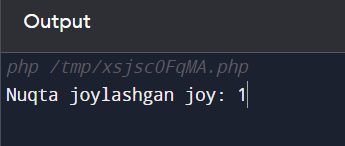 Output
php /tmp/xsjscOFqMA.php
Nuqta joylashgan joy: 1